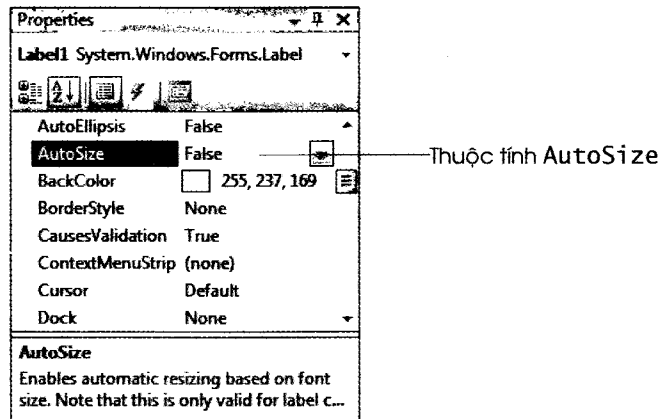 Properties
Label1 System.Windows.Forms.Label
AutoEllipsis False
AutoSize False
Thuộc tính AutoSize
BackColor 255, 237, 169
BorderStyle None
CausesValidation True
ContextMenuStrip (none)
Cursor Default
Dock None
AutoSize
Enables automatic resizing based on font
size. Note that this is only valid for label c...